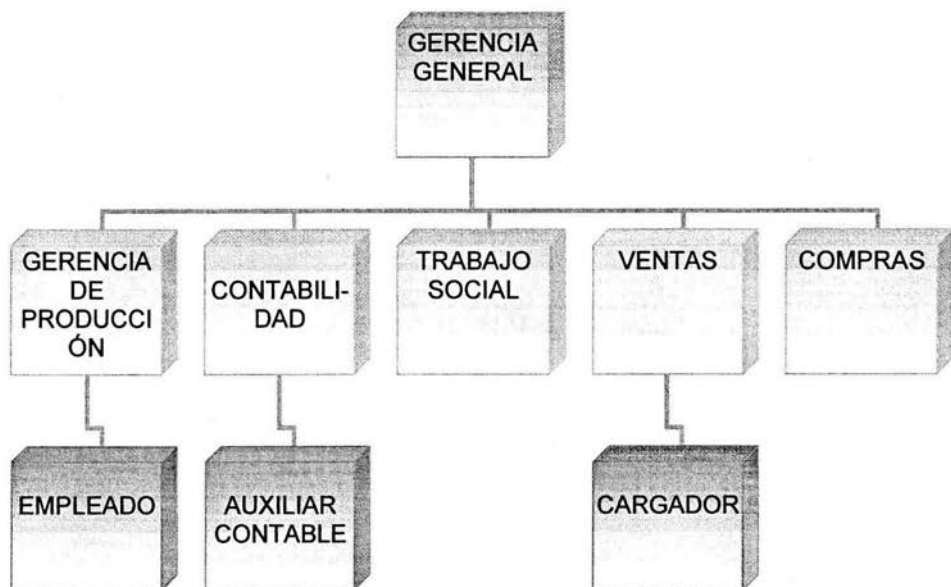 GERENCIA
GENERAL
GERENCIA
DE
PRODUCCI
ÓN
CONTABILI-
DAD
TRABAJO
SOCIAL
VENTAS
COMPRAS
EMPLEADO
AUXILIAR
CONTABLE
CARGADOR